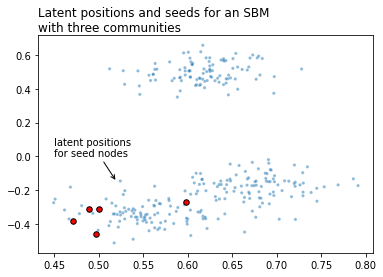 Latent positions and seeds for an SBM
with three communities
0.6
0.4
latent positions
for seed nodes
0.2
0.0
−0.2
−0.4
0.45 0.50 0.55 0.60 0.65 0.70 0.75 0.80